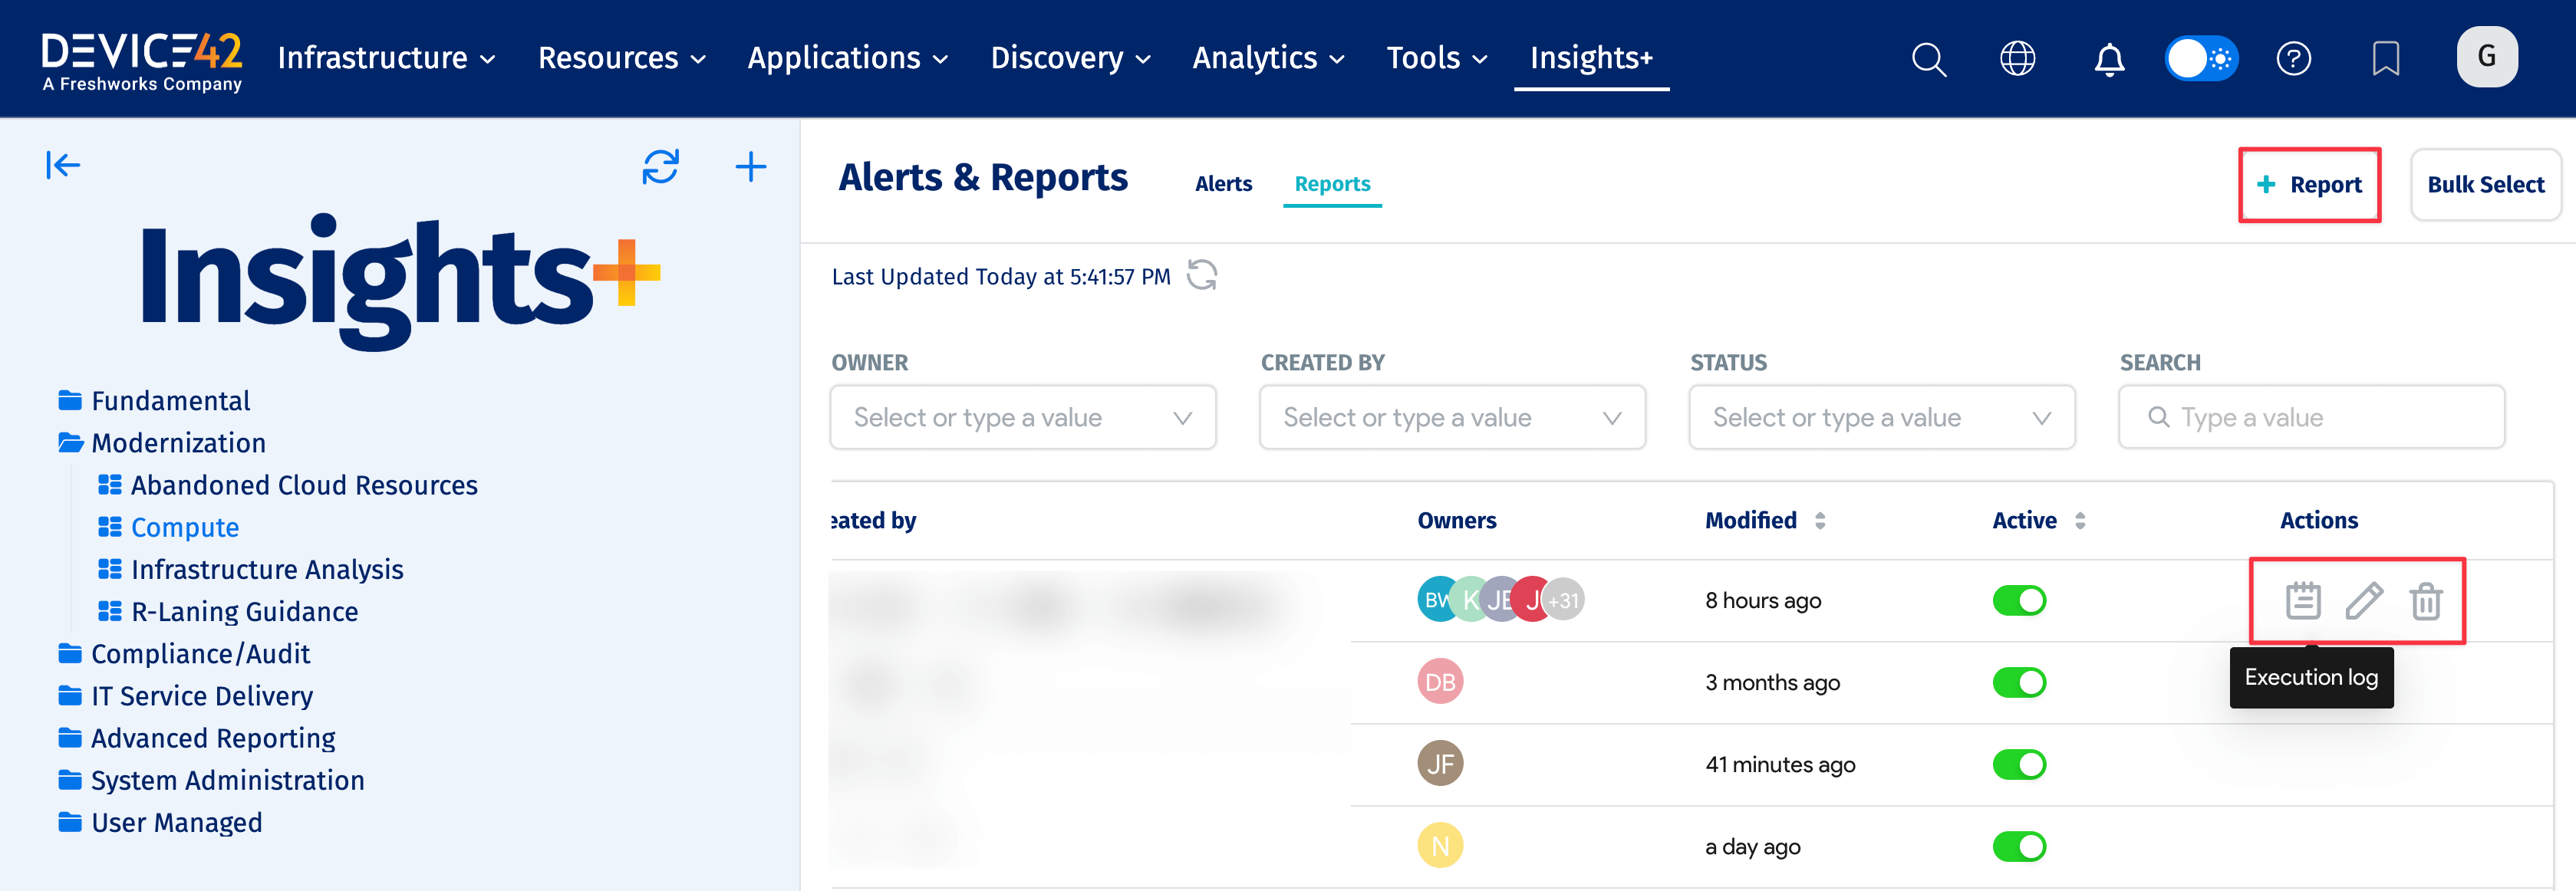 DEVICE42
A Freshworks Company
Infrastructure
Resources
Applications
Discovery
Analytics
Tools
Insights+
G
Insights+
Fundamental
Modernization
Abandoned Cloud Resources
Compute
Infrastructure Analysis
R-Laning Guidance
Compliance/Audit
IT Service Delivery
Advanced Reporting
System Administration
User Managed
Alerts & Reports
Alerts
Reports
+ Report
Bulk Select
Last Updated Today at 5:41:57 PM
OWNER
CREATED BY
STATUS
SEARCH
Select or type a value
Select or type a value
Select or type a value
Type a value
eated by
Owners
Modified
Active
Actions
BW K JE J +31
8 hours ago
Execution log
DB
3 months ago
JF
41 minutes ago
N
a day ago